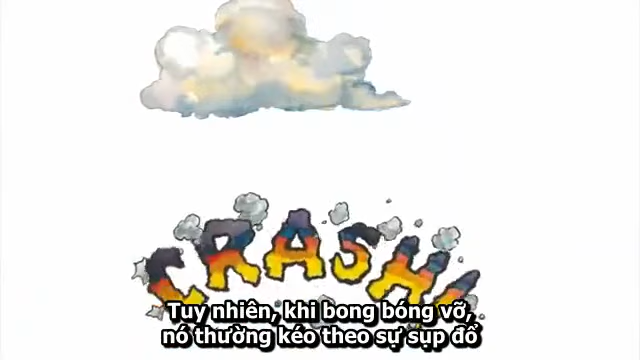 CRASH!
Tuy nhiên, khi bong bóng vỡ,
nó thường kéo theo sự sụp đổ